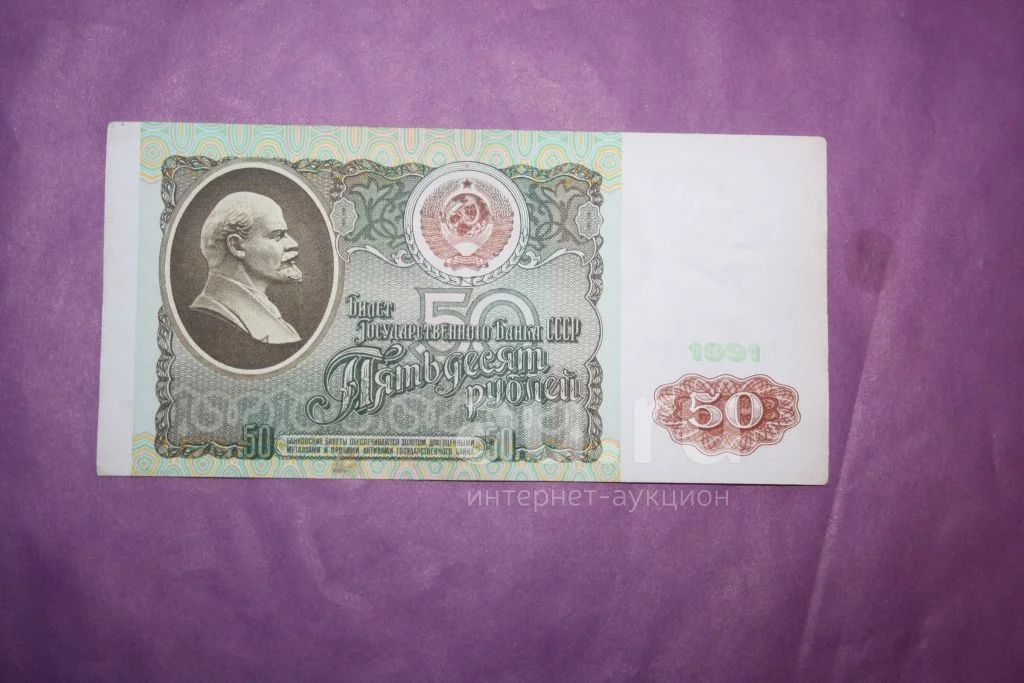 50
Билет
Государственного Банка СССР
Пятьдесят
рублей
1991
50
50 БАНКОВСКИЕ БИЛЕТЫ ОБЕСПЕЧИВАЮТСЯ ЗОЛОТОМ, ДРАГОЦЕННЫМИ 50
МЕТАЛЛАМИ И ПРОЧИМИ АКТИВАМИ ГОСУДАРСТВЕННОГО БАНКА
интернет-аукцион